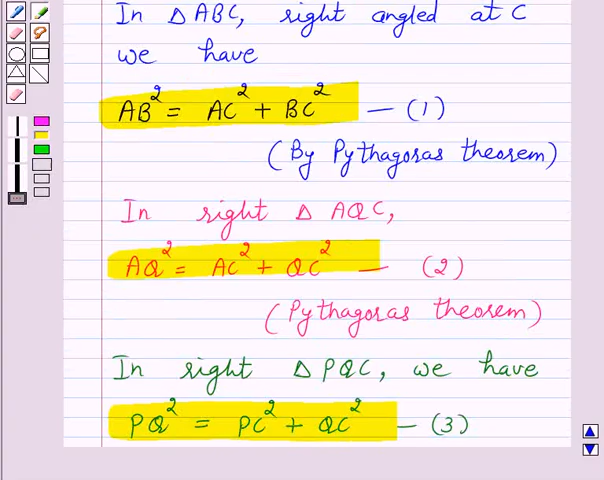 In △ ABC, right angled at C
we have
AB² = AC² + BC² — (1)
(By Pythagoras theorem)
In right △ AQC,
AQ² = AC² + QC² — (2)
(Pythagoras theorem)
In right △ PQC, we have
PQ² = PC² + QC² — (3)